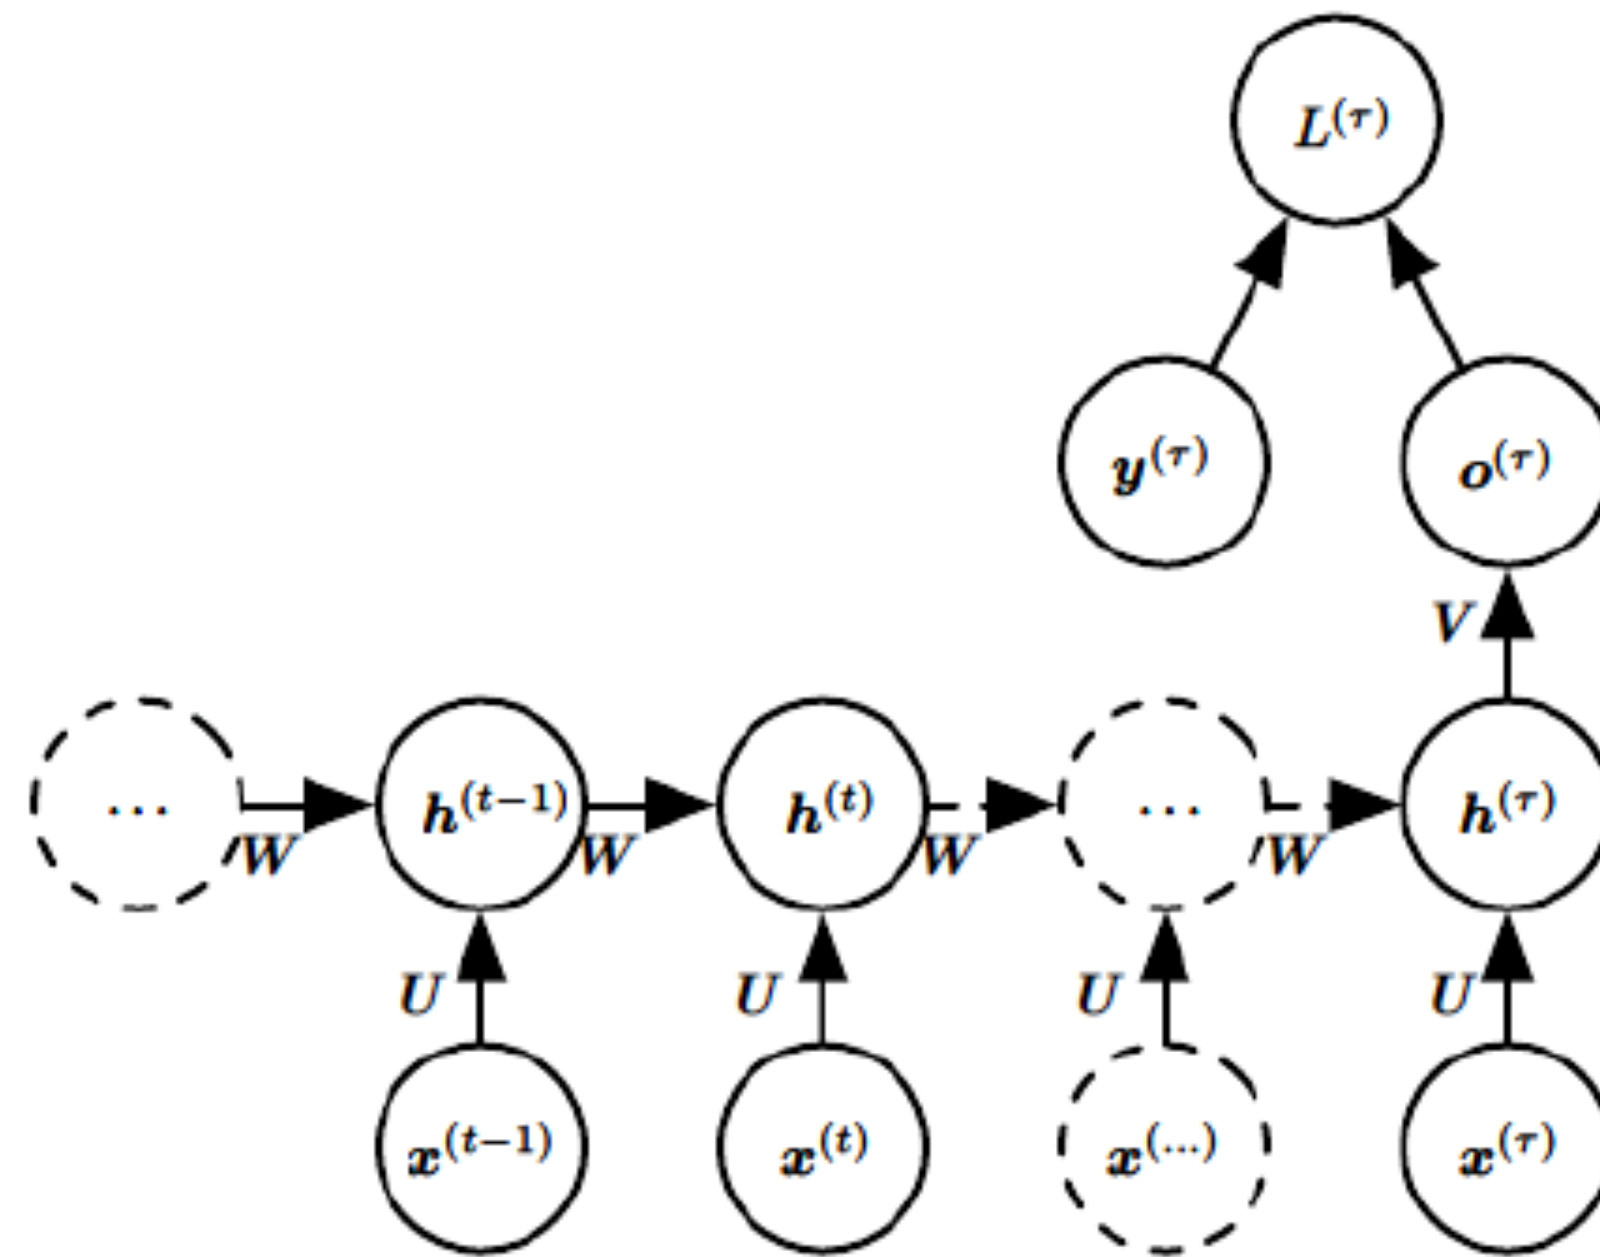 L^(τ)
y^(τ) o^(τ)
V
... h^(t−1) h^(t) ... h^(τ)
W W W W
U U U U
x^(t−1) x^(t) x^(...) x^(τ)